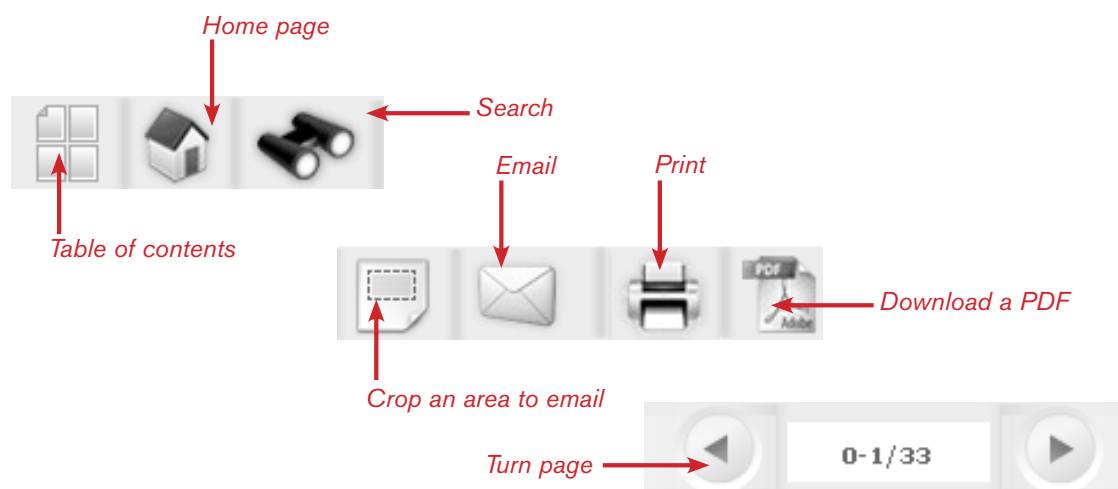 Home page
Search
Email
Print
Table of contents
PDF
Adobe
Download a PDF
Crop an area to email
Turn page
0-1/33